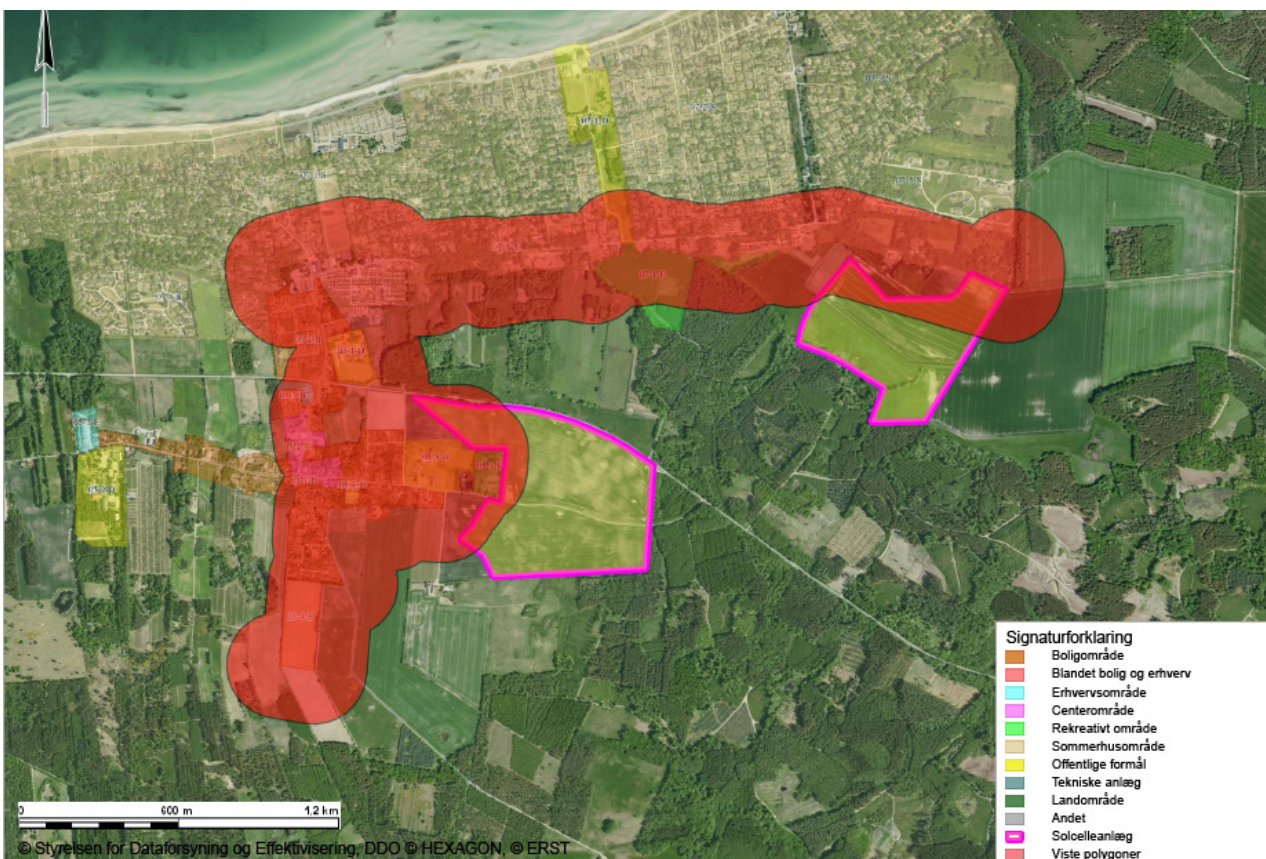 Signaturforklaring
Boligområde
Blandet bolig og erhverv
Erhvervsområde
Centerområde
Rekreativt område
Sommerhusområde
Offentlige formål
Tekniske anlæg
Landområde
Andet
Solcelleanlæg
Viste polygoner
0 600 m 1.2 km
© Styrelsen for Dataforsyning og Effektivisering, DDO © HEXAGON, © ERST